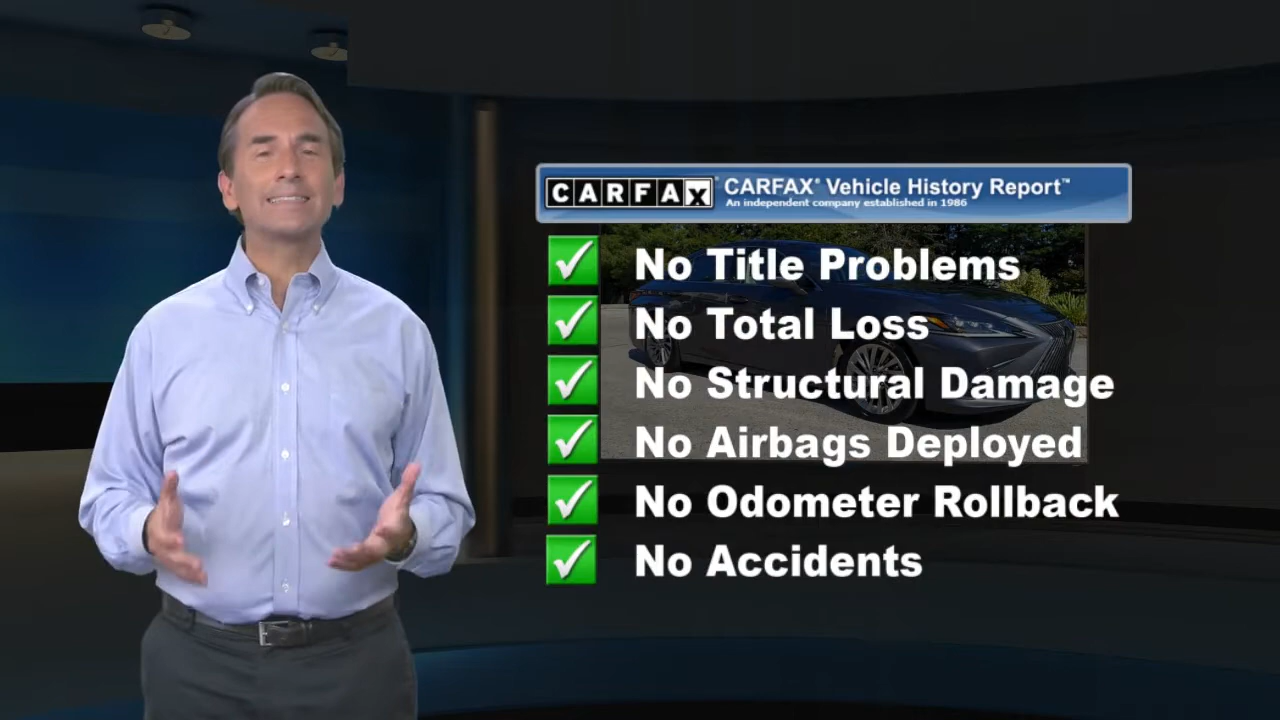 CARFAX® CARFAX® Vehicle History Report™
An independent company established in 1986
No Title Problems
No Total Loss
No Structural Damage
No Airbags Deployed
No Odometer Rollback
No Accidents